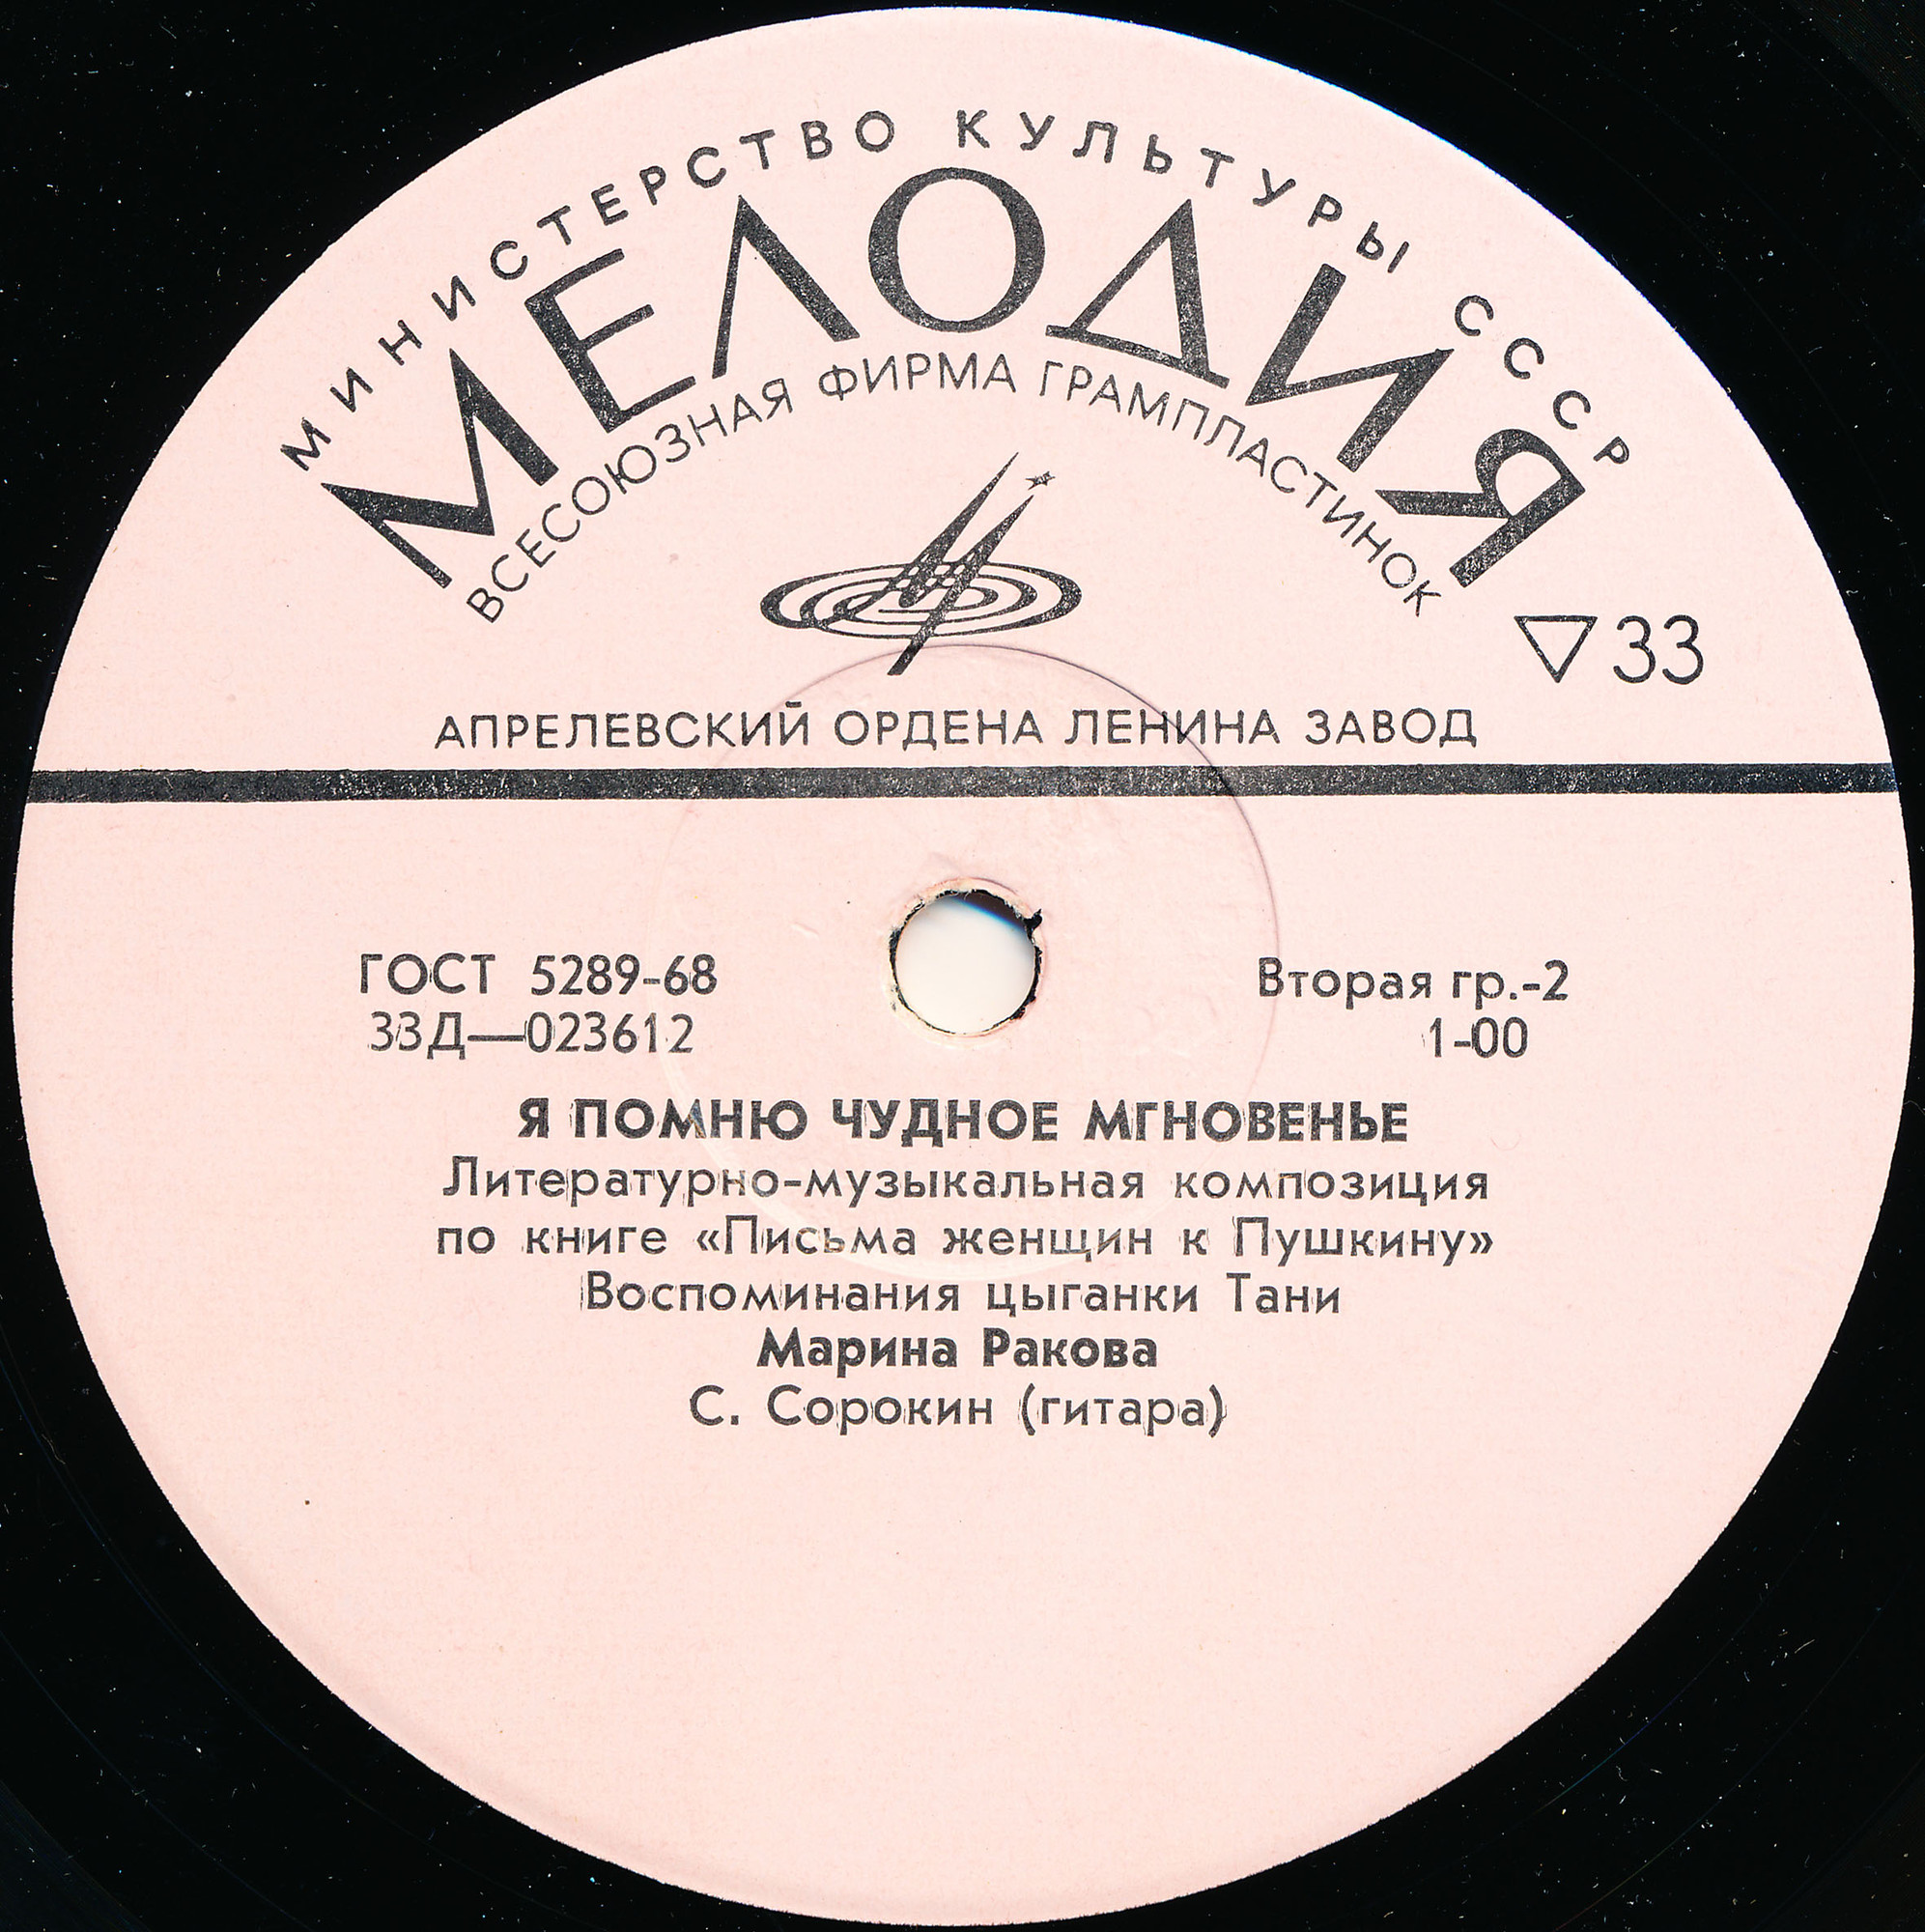 МИНИСТЕРСТВО КУЛЬТУРЫ СССР
МЕЛОДИЯ
ВСЕСОЮЗНАЯ ФИРМА ГРАМПЛАСТИНОК
33
АПРЕЛЕВСКИЙ ОРДЕНА ЛЕНИНА ЗАВОД
ГОСТ 5289-68
33Д—023612
Вторая гр.-2
1-00
Я ПОМНЮ ЧУДНОЕ МГНОВЕНЬЕ
Литературно-музыкальная композиция
по книге «Письма женщин к Пушкину»
Воспоминания цыганки Тани
Марина Ракова
С. Сорокин (гитара)